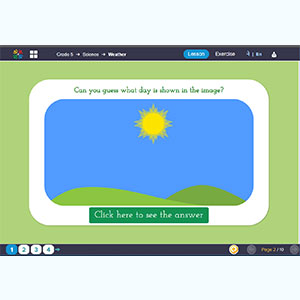 Grade 5 → Science → Weather
Lesson
Exercise
Can you guess what day is shown in the image?
Click here to see the answer
1 2 3 4
Page 2 / 10